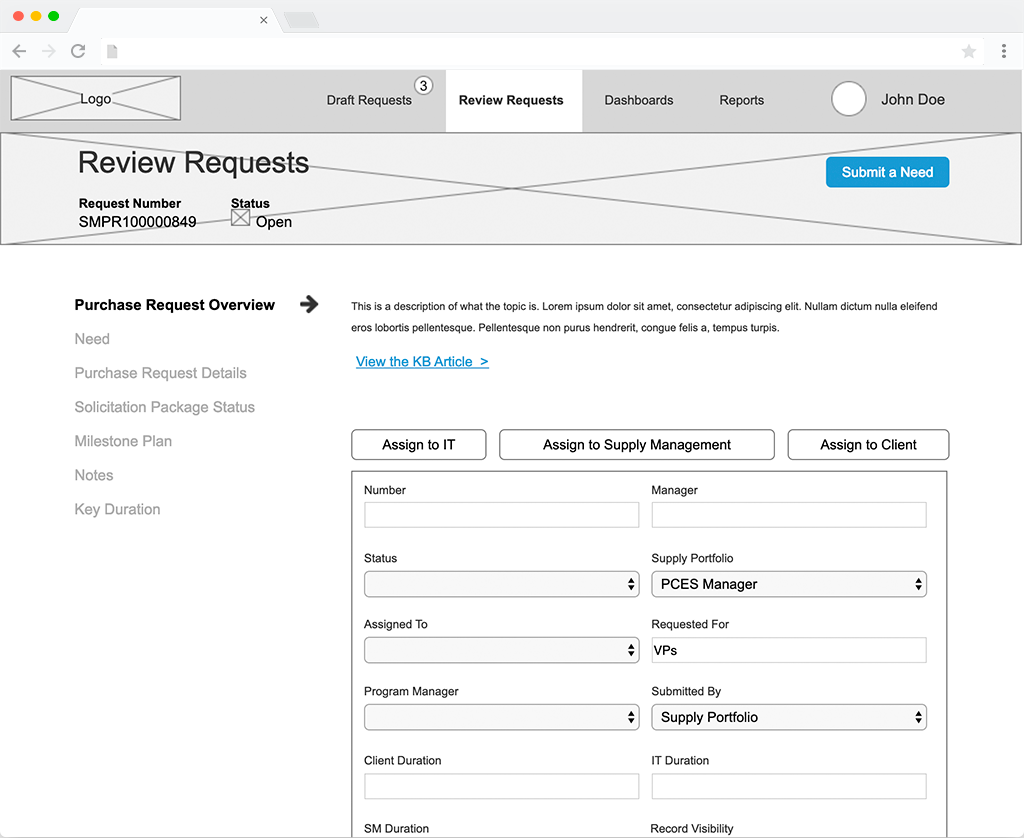 Logo
Draft Requests
3
Review Requests
Dashboards
Reports
John Doe
Review Requests
Submit a Need
Request Number
Status
SMPR100000849
Open
Purchase Request Overview
Need
Purchase Request Details
Solicitation Package Status
Milestone Plan
Notes
Key Duration
This is a description of what the topic is. Lorem ipsum dolor sit amet, consectetur adipiscing elit. Nullam dictum nulla eleifend
eros lobortis pellentesque. Pellentesque non purus hendrerit, congue felis a, tempus turpis.
View the KB Article >
Assign to IT
Assign to Supply Management
Assign to Client
Number
Manager
Status
Supply Portfolio
PCES Manager
Assigned To
Requested For
VPs
Program Manager
Submitted By
Supply Portfolio
Client Duration
IT Duration
SM Duration
Record Visibility